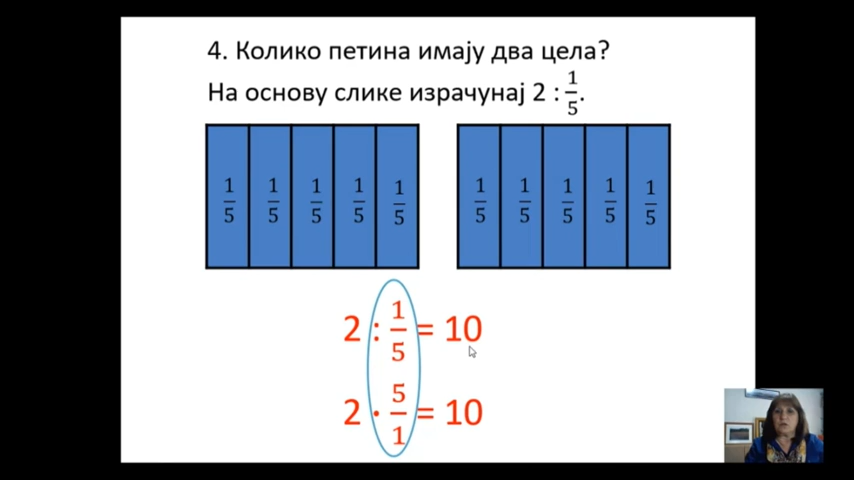 4. Колико петина имају два цела?
На основу слике израчунај 2 : 1/5.
1/5 1/5 1/5 1/5 1/5 1/5 1/5 1/5 1/5 1/5
2 : 1/5 = 10
2 · 5/1 = 10